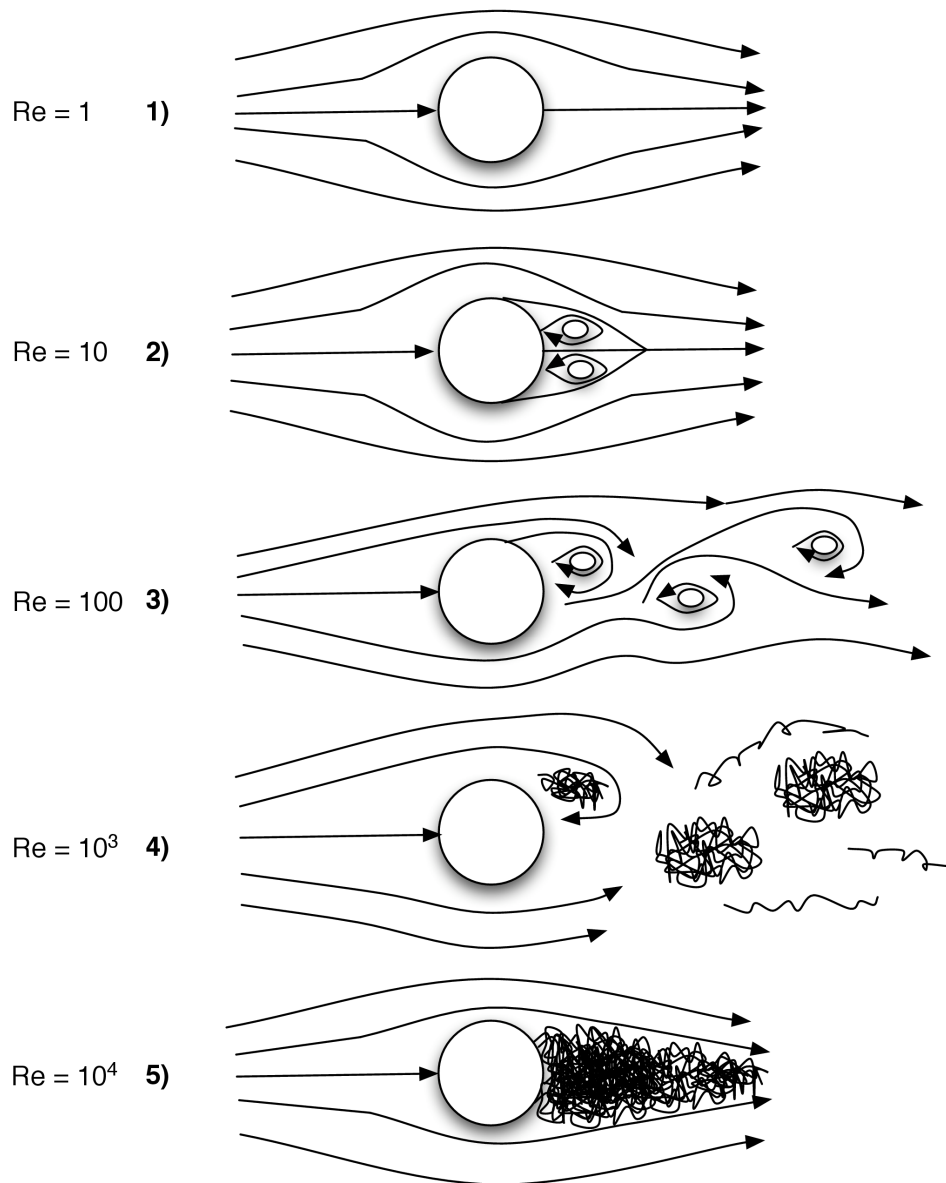 Re = 1 1)
Re = 10 2)
Re = 100 3)
Re = 10³ 4)
Re = 10⁴ 5)